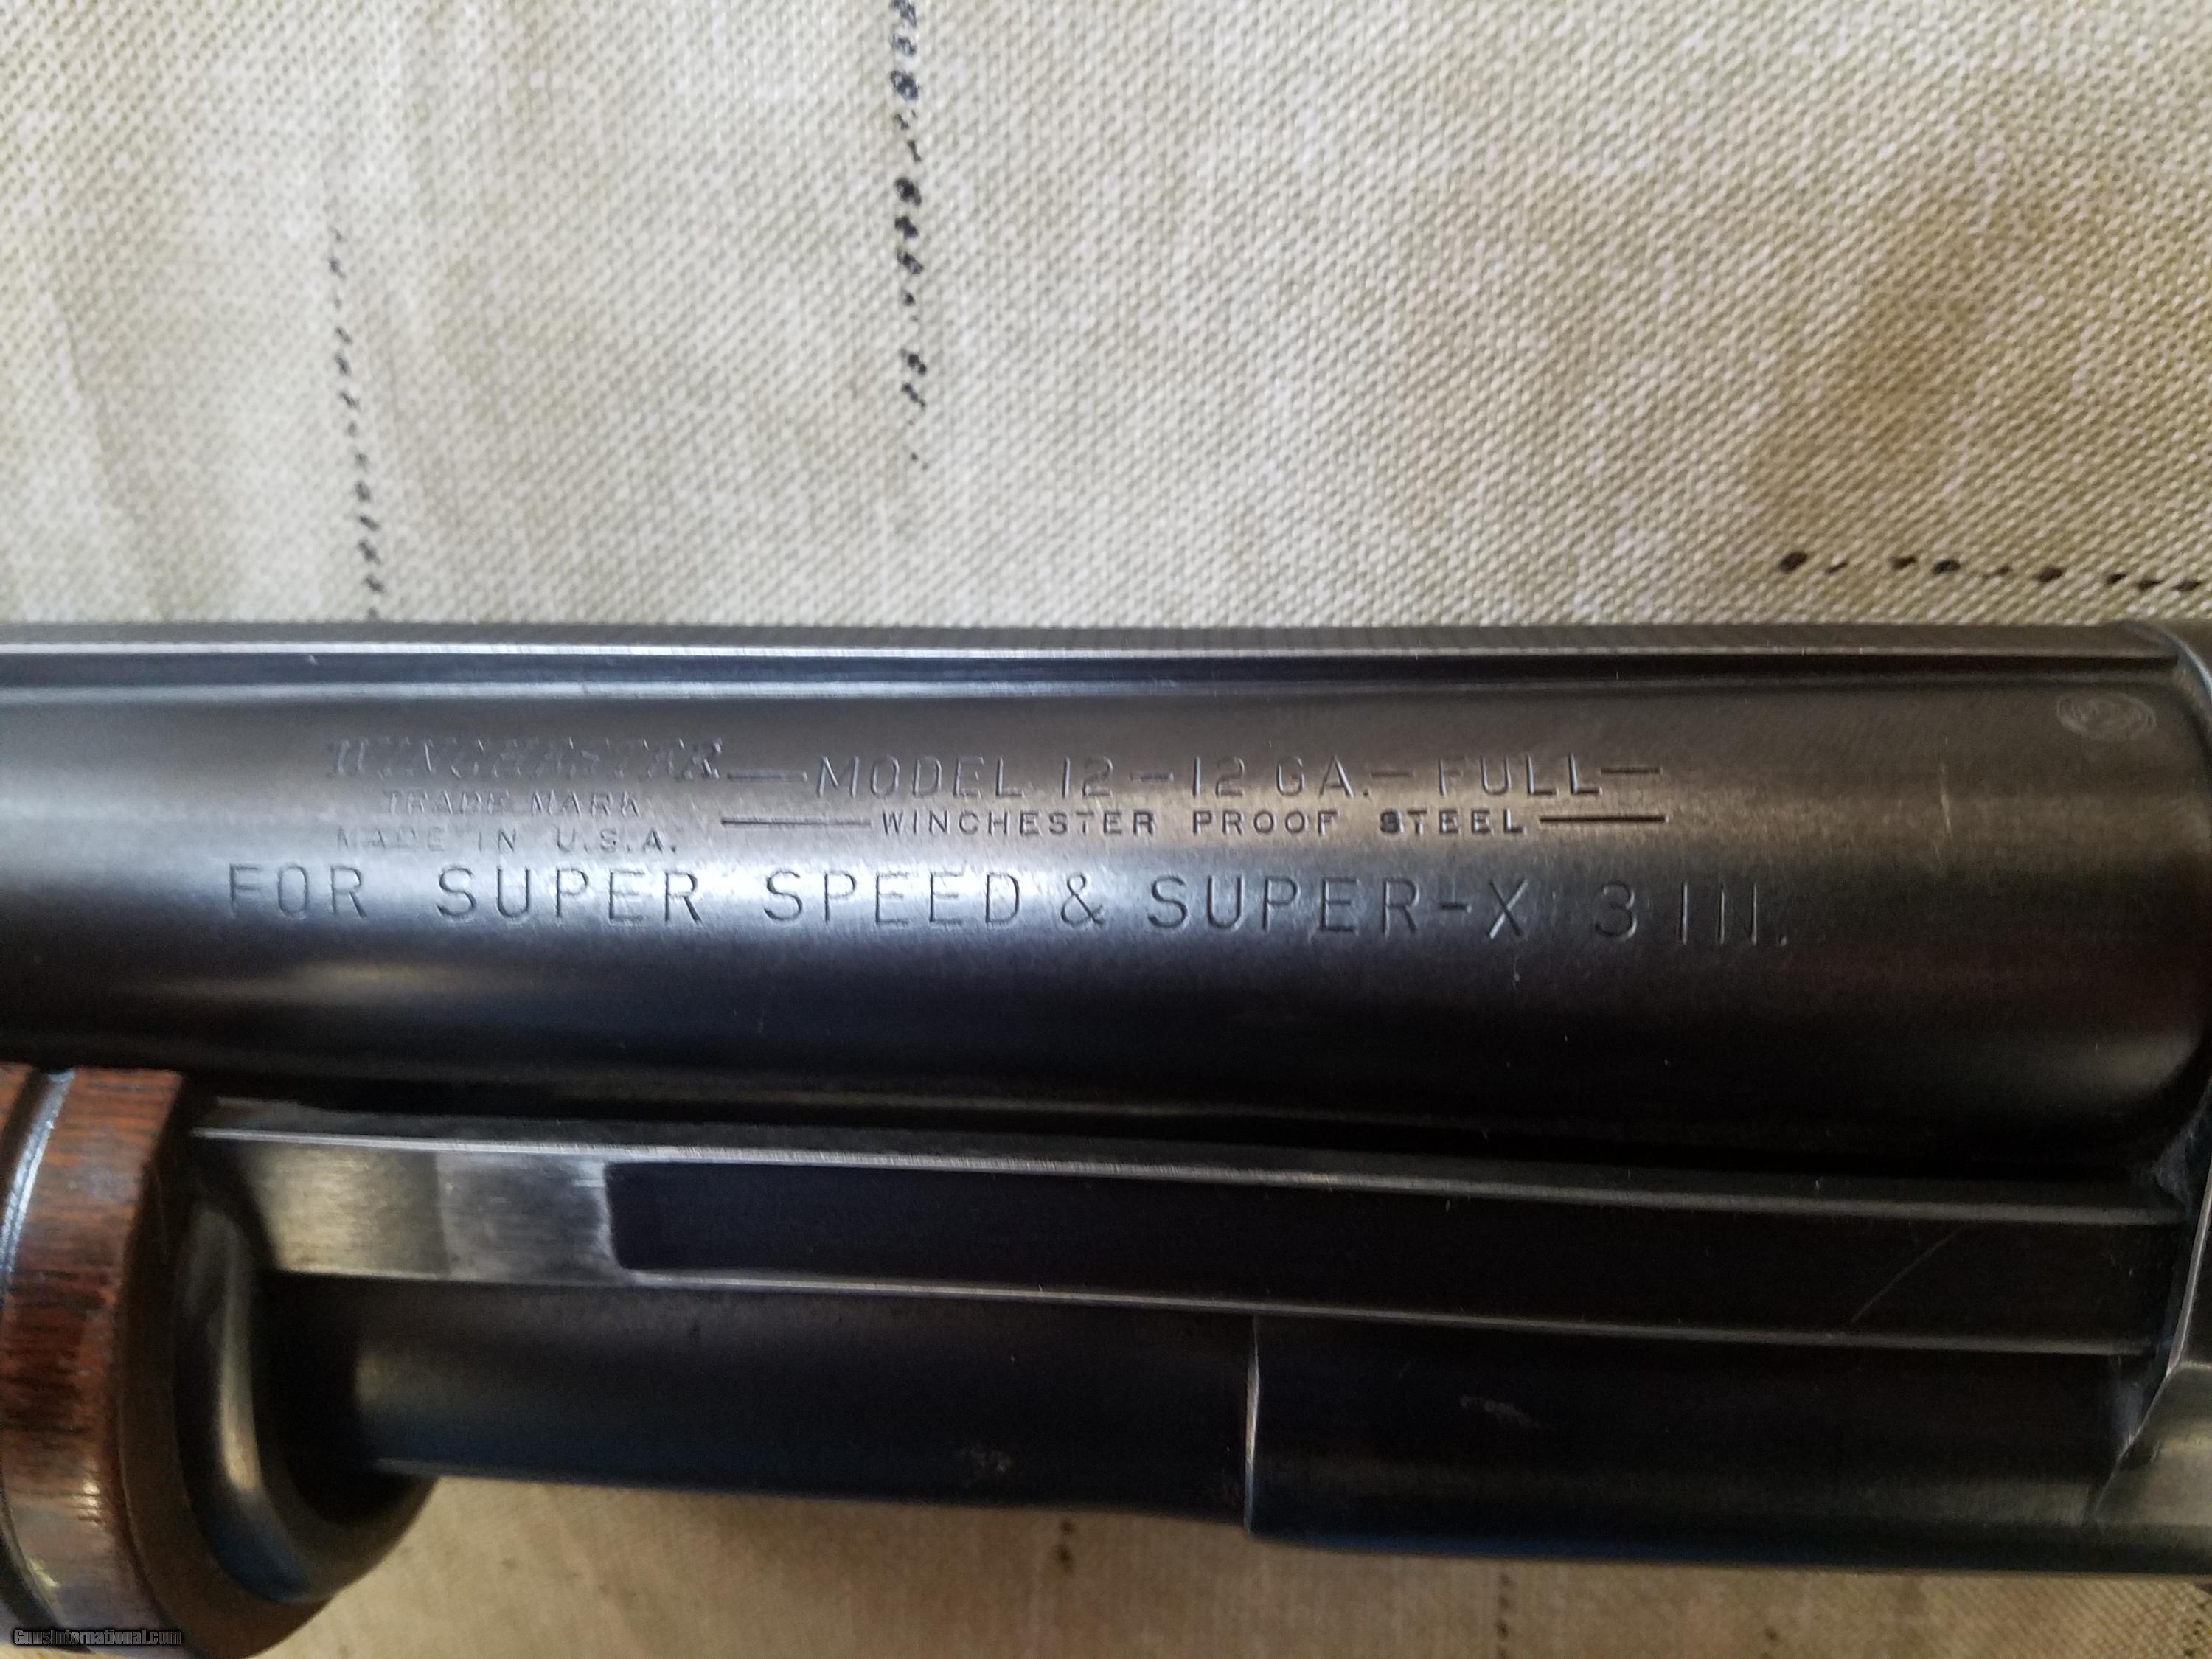 WINCHESTER —MODEL 12—12 GA.— FULL—
TRADE MARK
—WINCHESTER PROOF STEEL—
MADE IN U.S.A.
FOR SUPER SPEED & SUPER-X 3 IN.
GunsInternational.com